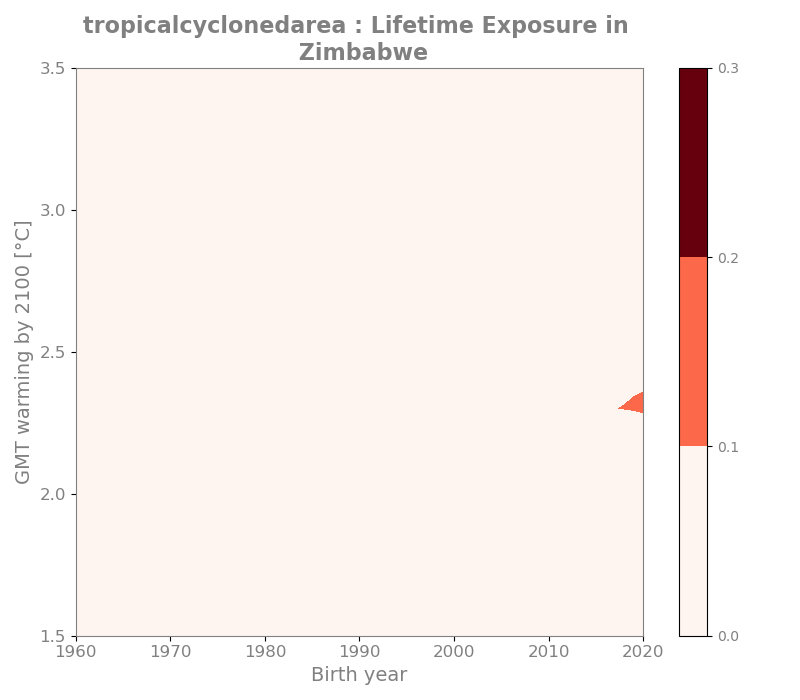 tropicalcyclonedarea : Lifetime Exposure in
Zimbabwe
3.5
3.0
2.5
2.0
1.5
GMT warming by 2100 [°C]
1960 1970 1980 1990 2000 2010 2020
Birth year
0.3
0.2
0.1
0.0